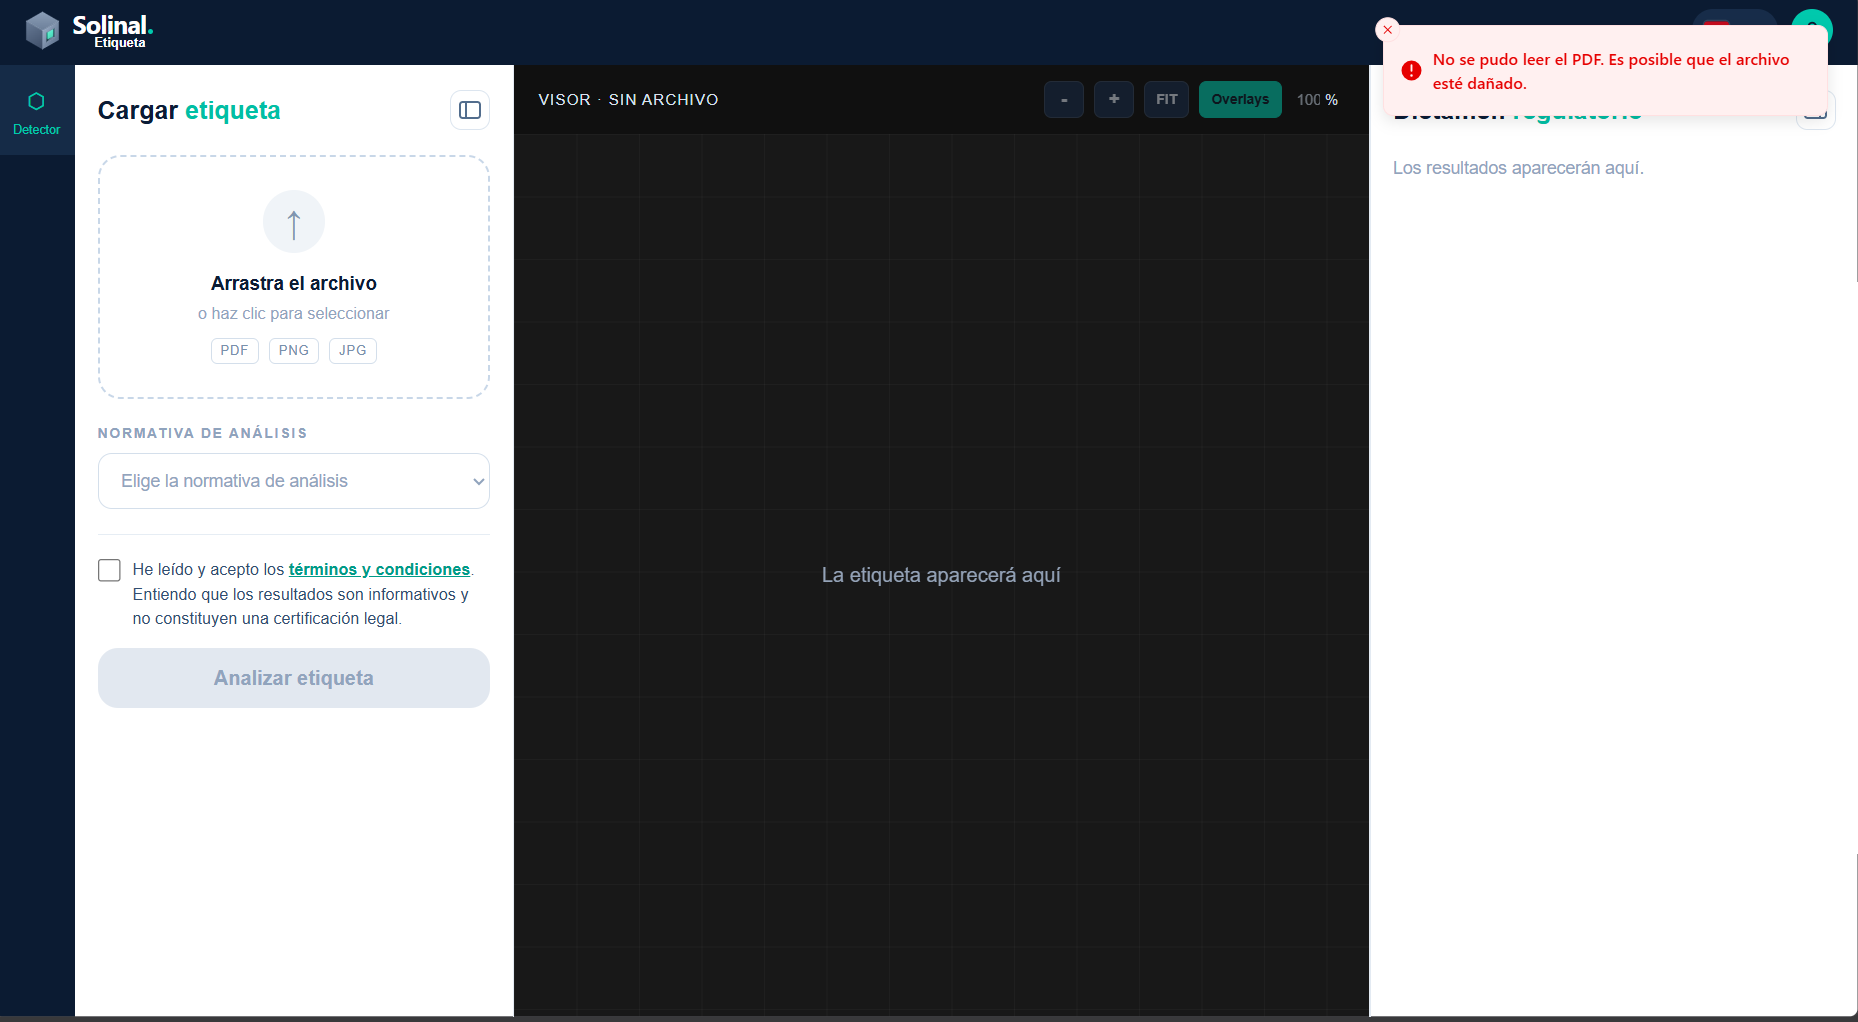 Solinal.
Etiqueta
No se pudo leer el PDF. Es posible que el archivo
esté dañado.
Detector
Cargar etiqueta
Arrastra el archivo
o haz clic para seleccionar
PDF PNG JPG
NORMATIVA DE ANÁLISIS
Elige la normativa de análisis
He leído y acepto los términos y condiciones.
Entiendo que los resultados son informativos y
no constituyen una certificación legal.
Analizar etiqueta
VISOR · SIN ARCHIVO
- + FIT Overlays 100 %
La etiqueta aparecerá aquí
Dictamen regulatorio
Los resultados aparecerán aquí.